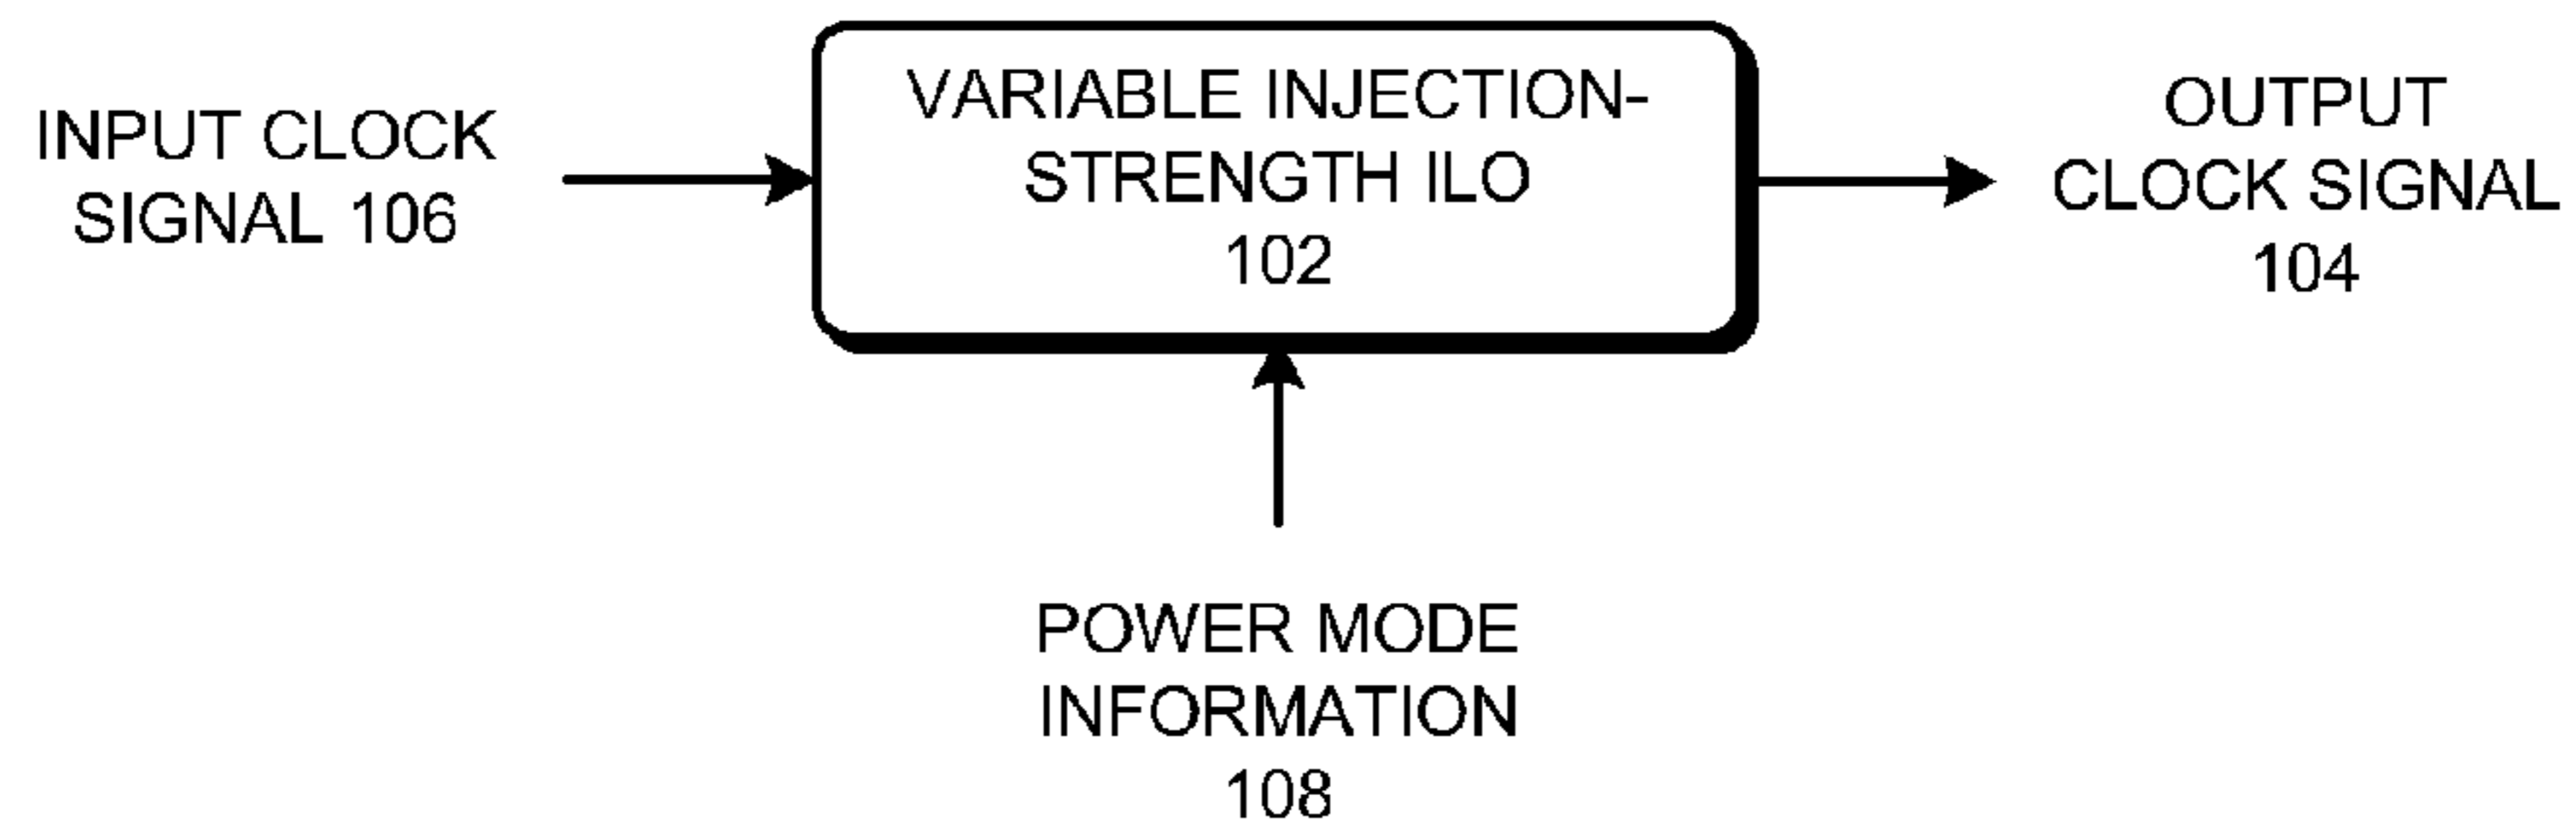 INPUT CLOCK
SIGNAL 106
VARIABLE INJECTION-
STRENGTH ILO
102
OUTPUT
CLOCK SIGNAL
104
POWER MODE
INFORMATION
108